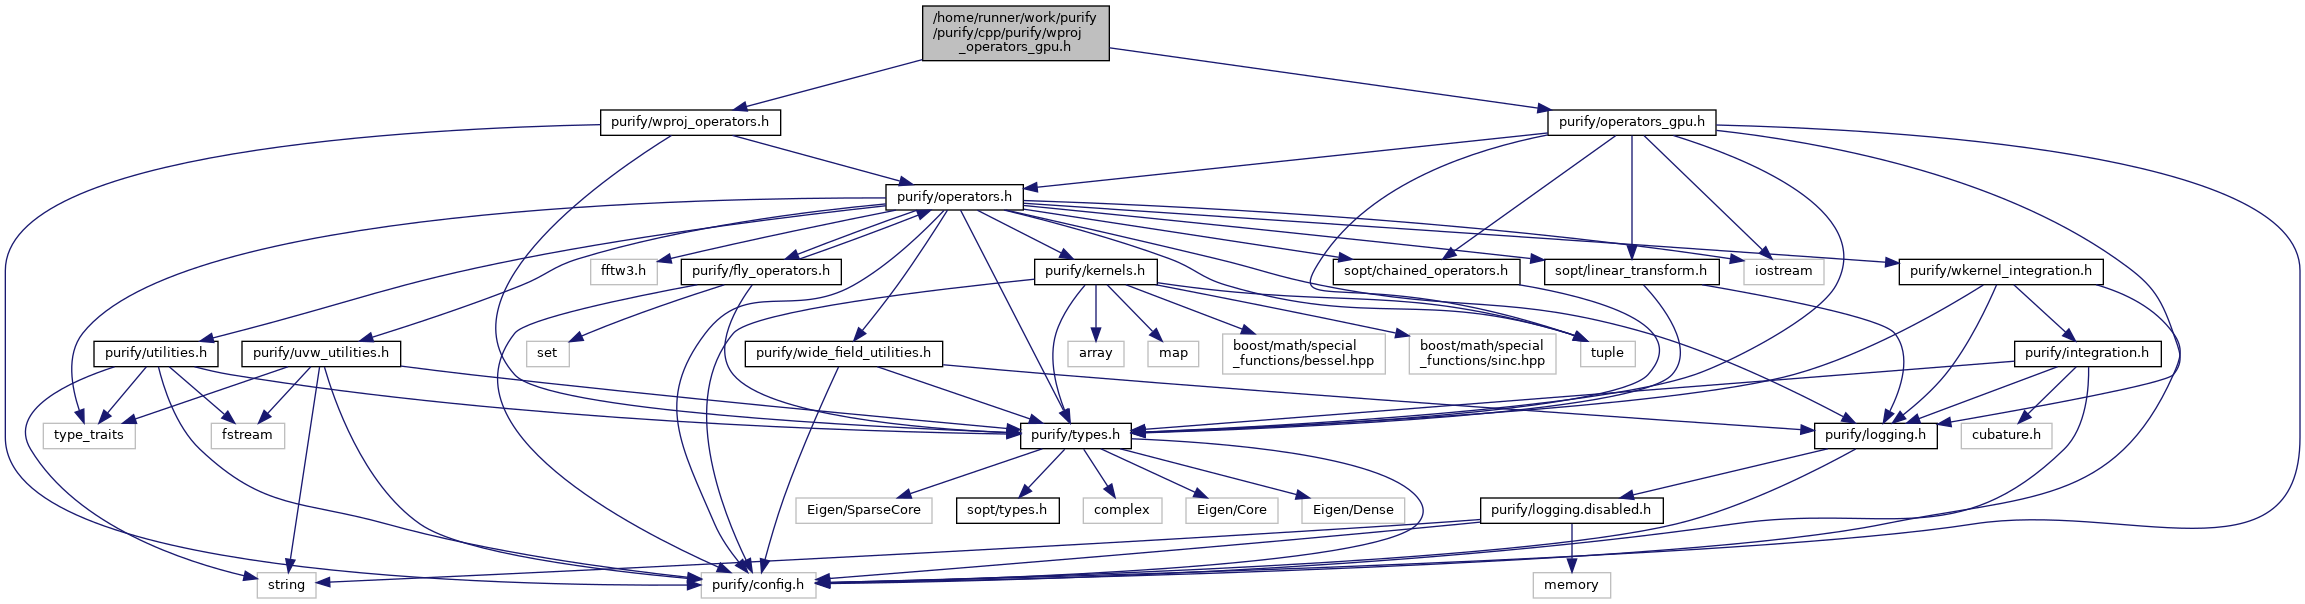 /home/runner/work/purify
/purify/cpp/purify/wproj
_operators_gpu.h
purify/wproj_operators.h
purify/operators_gpu.h
purify/operators.h
fftw3.h
purify/fly_operators.h
purify/kernels.h
sopt/chained_operators.h
sopt/linear_transform.h
iostream
purify/wkernel_integration.h
purify/utilities.h
purify/uvw_utilities.h
set
purify/wide_field_utilities.h
array
map
boost/math/special
_functions/bessel.hpp
boost/math/special
_functions/sinc.hpp
tuple
purify/integration.h
type_traits
fstream
purify/types.h
purify/logging.h
cubature.h
Eigen/SparseCore
sopt/types.h
complex
Eigen/Core
Eigen/Dense
purify/logging.disabled.h
string
purify/config.h
memory